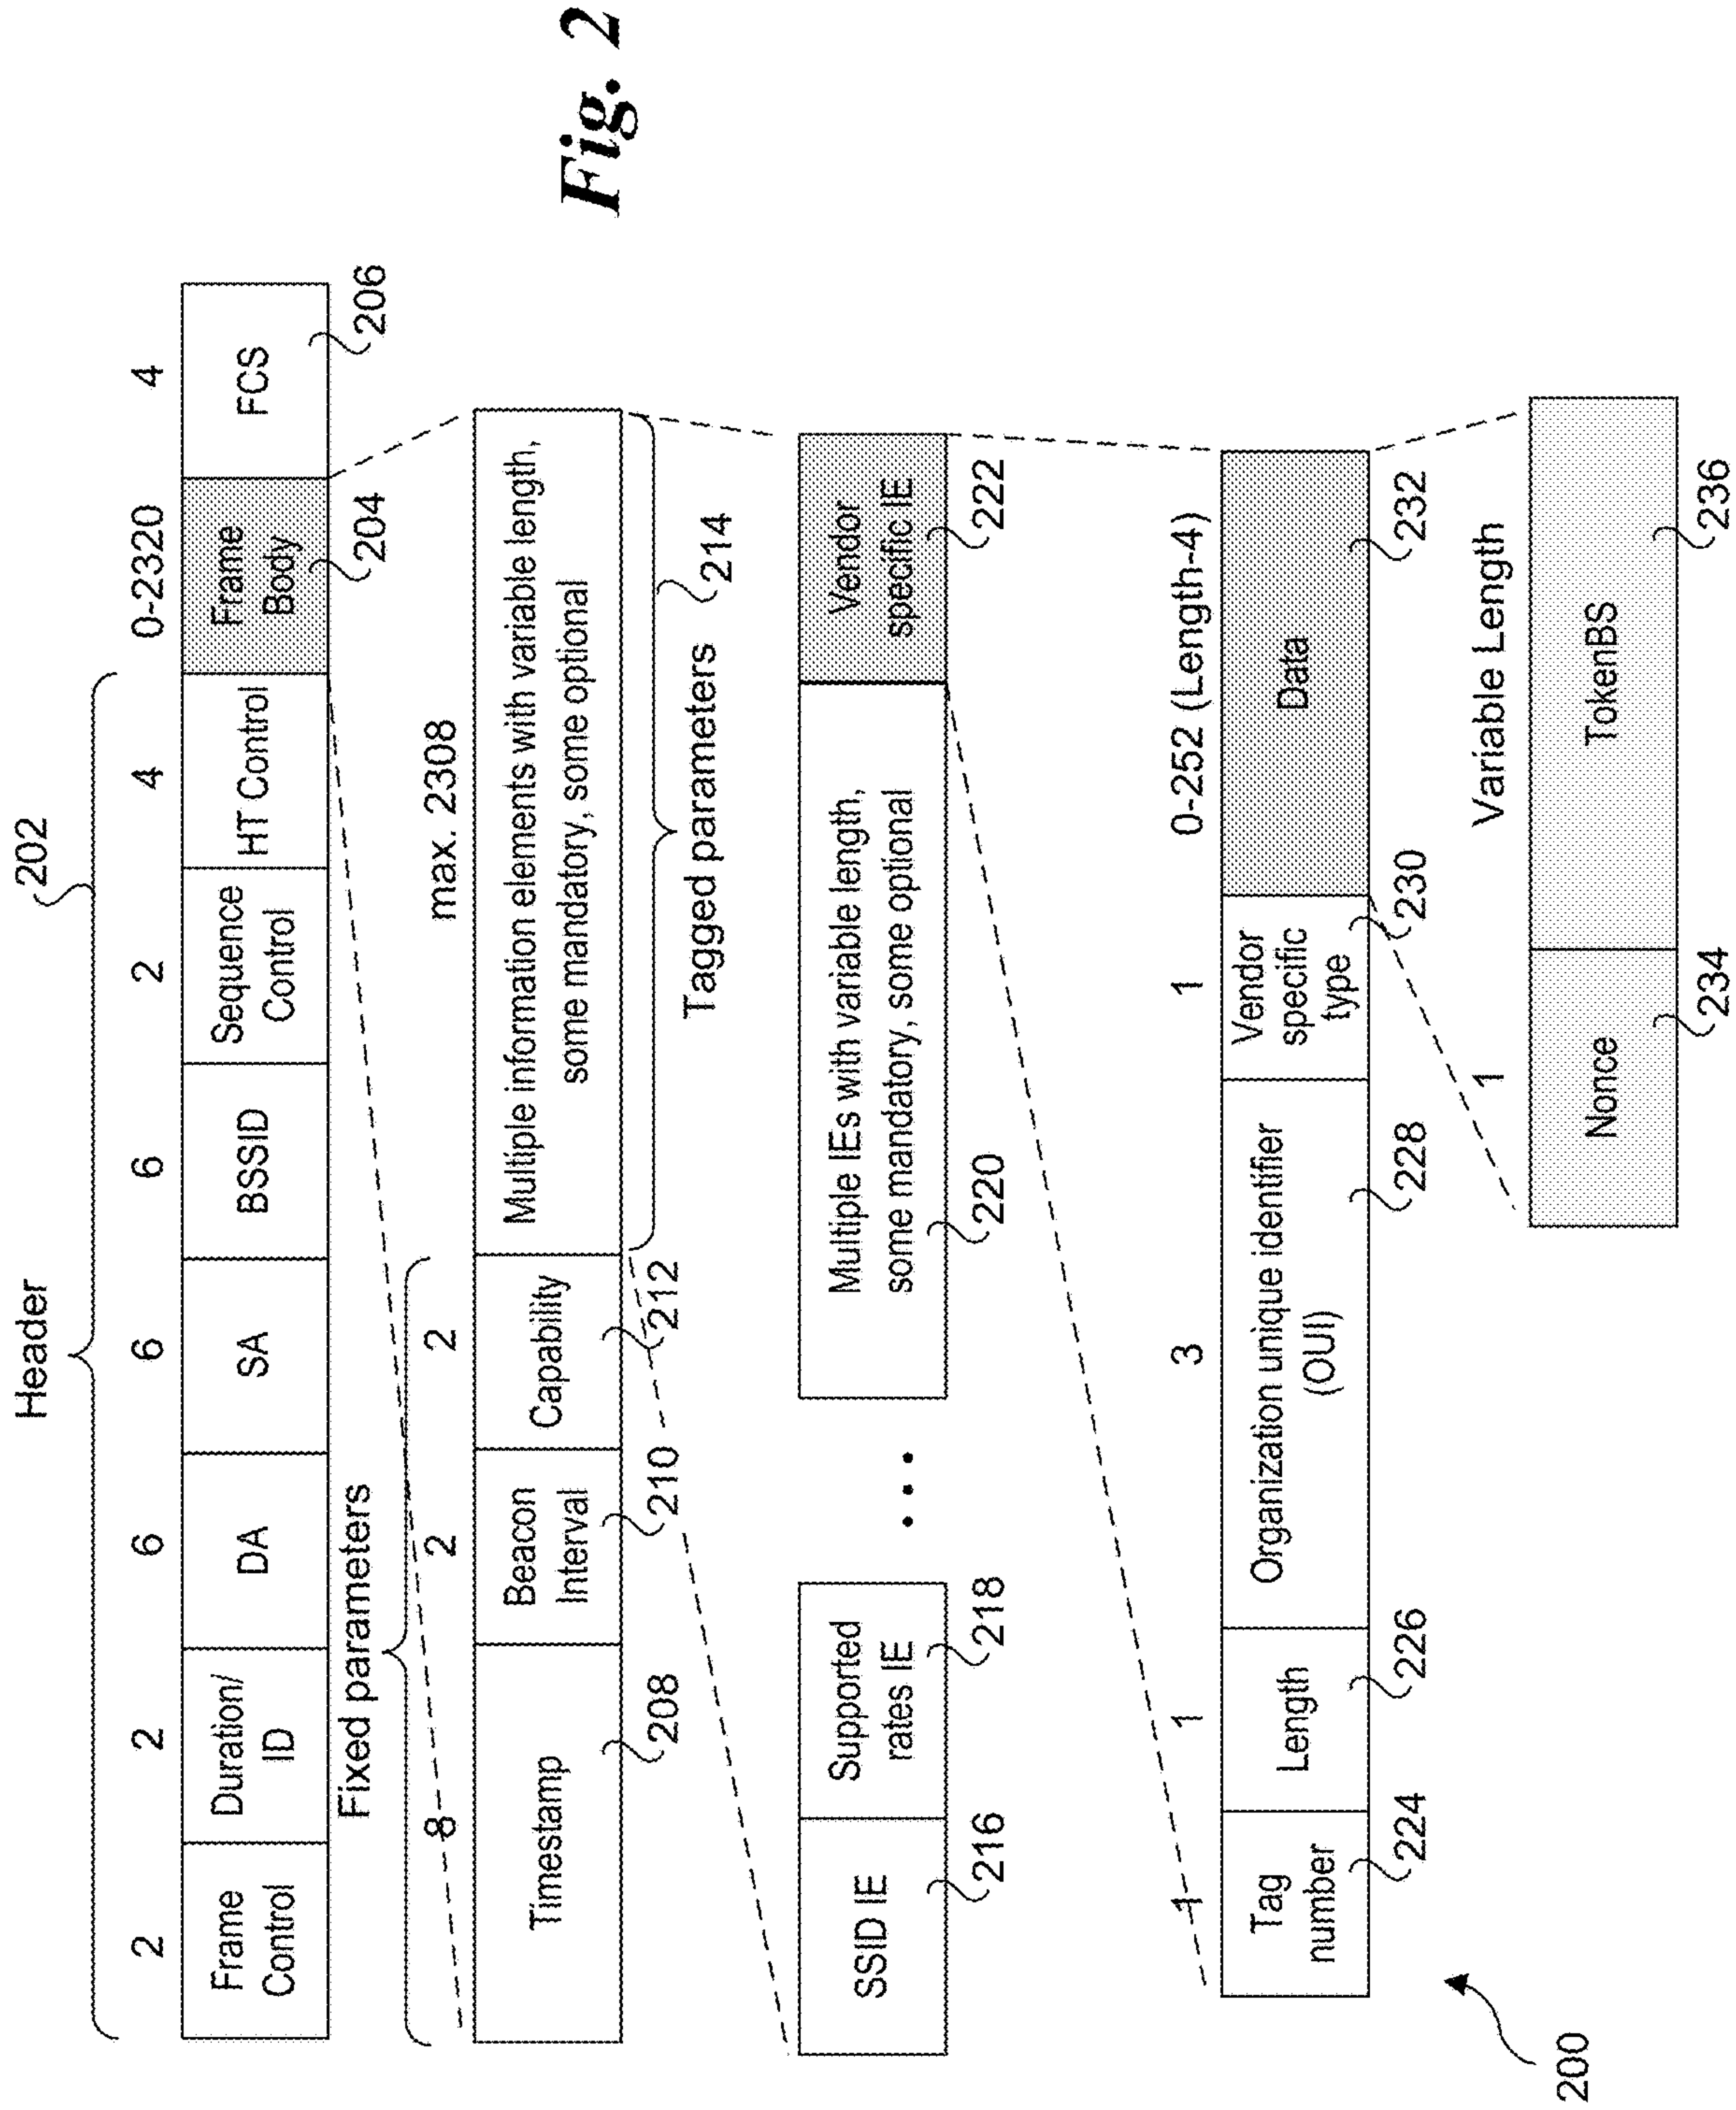 Header
202
2
2
6
6
6
2
4
0-2320
4
Frame
Control
Duration/
ID
DA
SA
BSSID
Sequence
Control
HT Control
Frame
Body
FCS
204
206
Fixed parameters
8
2
2
max. 2308
Timestamp
Beacon
Interval
Capability
Multiple information elements with variable length,
some mandatory, some optional
208
210
212
214
Tagged parameters
Fig. 2
SSID IE
Supported
rates IE
...
Multiple IEs with variable length,
some mandatory, some optional
Vendor
specific IE
216
218
220
222
1
1
3
1
0-252 (Length-4)
Tag
number
Length
Organization unique identifier
(OUI)
Vendor
specific
type
Data
224
226
228
230
232
1
Variable Length
Nonce
TokenBS
234
236
200